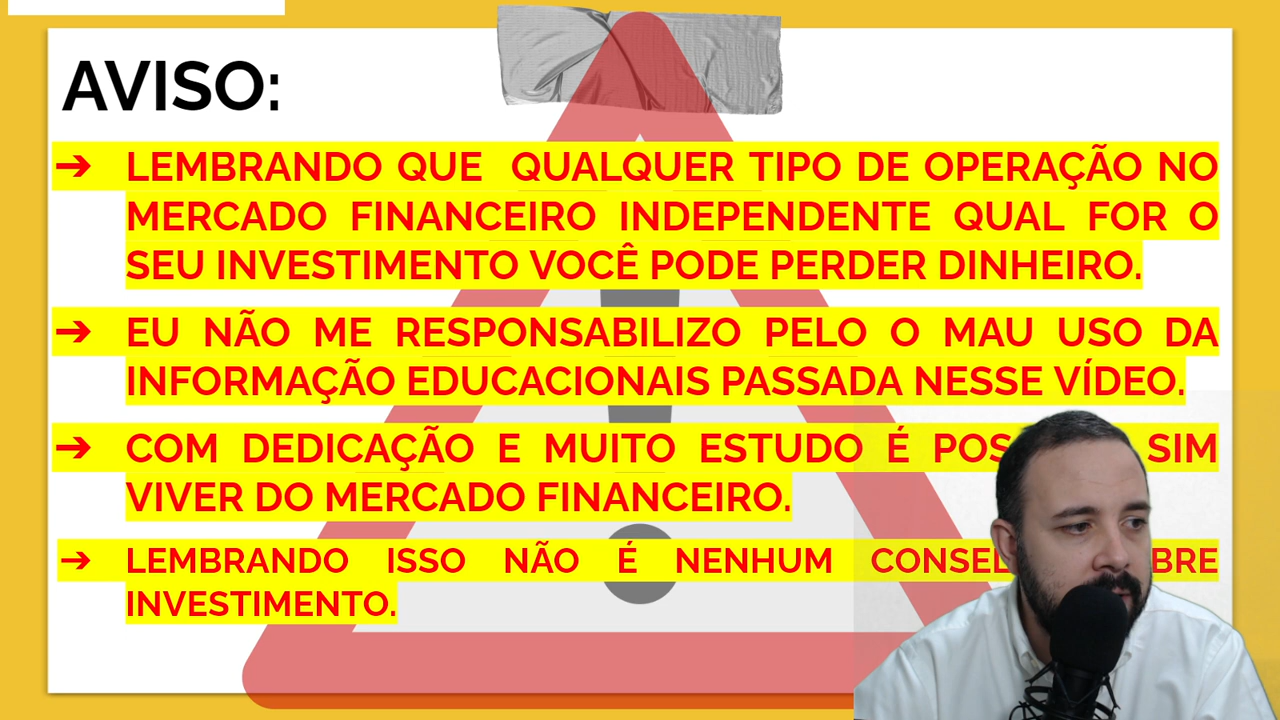 AVISO:
➔ LEMBRANDO QUE QUALQUER TIPO DE OPERAÇÃO NO
MERCADO FINANCEIRO INDEPENDENTE QUAL FOR O
SEU INVESTIMENTO VOCÊ PODE PERDER DINHEIRO.
➔ EU NÃO ME RESPONSABILIZO PELO O MAU USO DA
INFORMAÇÃO EDUCACIONAIS PASSADA NESSE VÍDEO.
➔ COM DEDICAÇÃO E MUITO ESTUDO É SIM
VIVER DO MERCADO FINANCEIRO.
➔ LEMBRANDO ISSO NÃO É NENHUM
INVESTIMENTO.